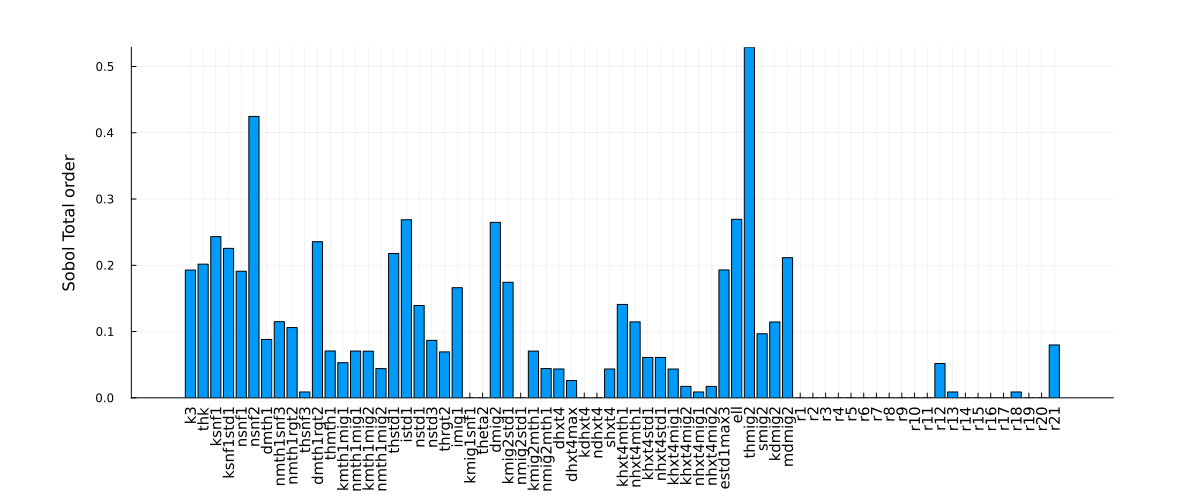 Sobol Total order
0.5
0.4
0.3
0.2
0.1
0.0
k3
thk
ksnf1
ksnf1std1
nsnf1
nsnf2
dmth1
nmth1snf3
nmth1rgt2
thsnf3
dmth1rgt2
thmth1
kmth1mig1
nmth1mig1
kmth1mig2
nmth1mig2
thstd1
istd1
nstd1
nstd3
thrgt2
imig1
kmig1snf1
theta2
dmig2
kmig2std1
nmig2std1
kmig2mth1
nmig2mth1
dhxt4
dhxt4max
kdhxt4
ndhxt4
shxt4
khxt4mth1
nhxt4mth1
khxt4std1
nhxt4std1
khxt4mig1
khxt4mig2
nhxt4mig1
nhxt4mig2
estd1max3
ell
thmig2
smig2
kdmig2
mdmig2
r1
r2
r3
r4
r5
r6
r7
r8
r9
r10
r11
r12
r13
r14
r15
r16
r17
r18
r19
r20
r21